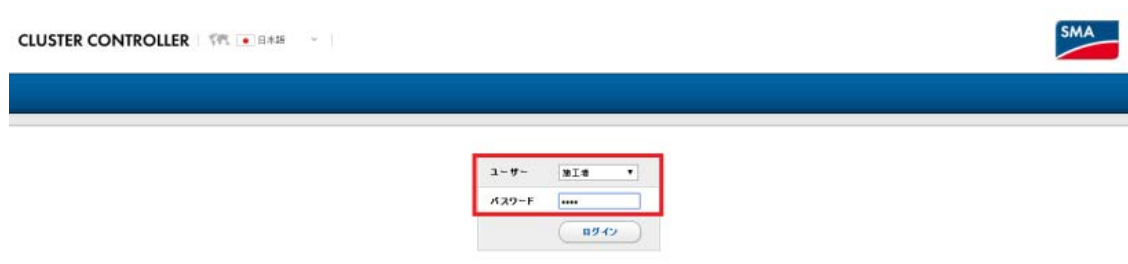 CLUSTER CONTROLLER 日本語
SMA
ユーザー 施工者
パスワード ••••
ログイン